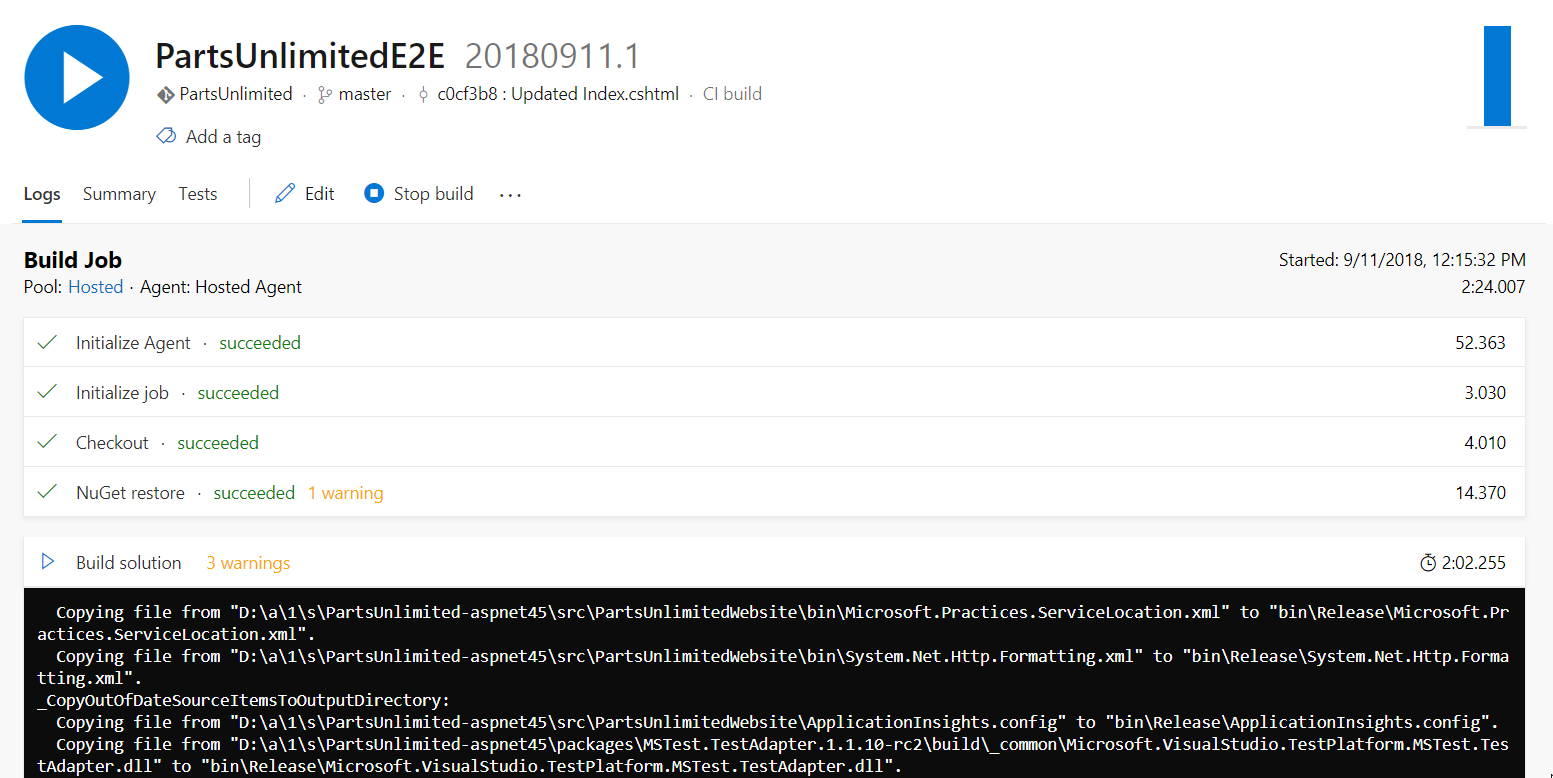 PartsUnlimitedE2E 20180911.1
PartsUnlimited · master · c0cf3b8 : Updated Index.cshtml · CI build
Add a tag
Logs Summary Tests Edit Stop build ···
Build Job Started: 9/11/2018, 12:15:32 PM
Pool: Hosted · Agent: Hosted Agent 2:24.007
Initialize Agent · succeeded 52.363
Initialize job · succeeded 3.030
Checkout · succeeded 4.010
NuGet restore · succeeded 1 warning 14.370
Build solution 3 warnings 2:02.255
Copying file from "D:\a\1\s\PartsUnlimited-aspnet45\src\PartsUnlimitedWebsite\bin\Microsoft.Practices.ServiceLocation.xml" to "bin\Release\Microsoft.Pr
actices.ServiceLocation.xml".
Copying file from "D:\a\1\s\PartsUnlimited-aspnet45\src\PartsUnlimitedWebsite\bin\System.Net.Http.Formatting.xml" to "bin\Release\System.Net.Http.Forma
tting.xml".
_CopyOutOfDateSourceItemsToOutputDirectory:
Copying file from "D:\a\1\s\PartsUnlimited-aspnet45\src\PartsUnlimitedWebsite\ApplicationInsights.config" to "bin\Release\ApplicationInsights.config".
Copying file from "D:\a\1\s\PartsUnlimited-aspnet45\packages\MSTest.TestAdapter.1.1.10-rc2\build\_common\Microsoft.VisualStudio.TestPlatform.MSTest.Tes
tAdapter.dll" to "bin\Release\Microsoft.VisualStudio.TestPlatform.MSTest.TestAdapter.dll".